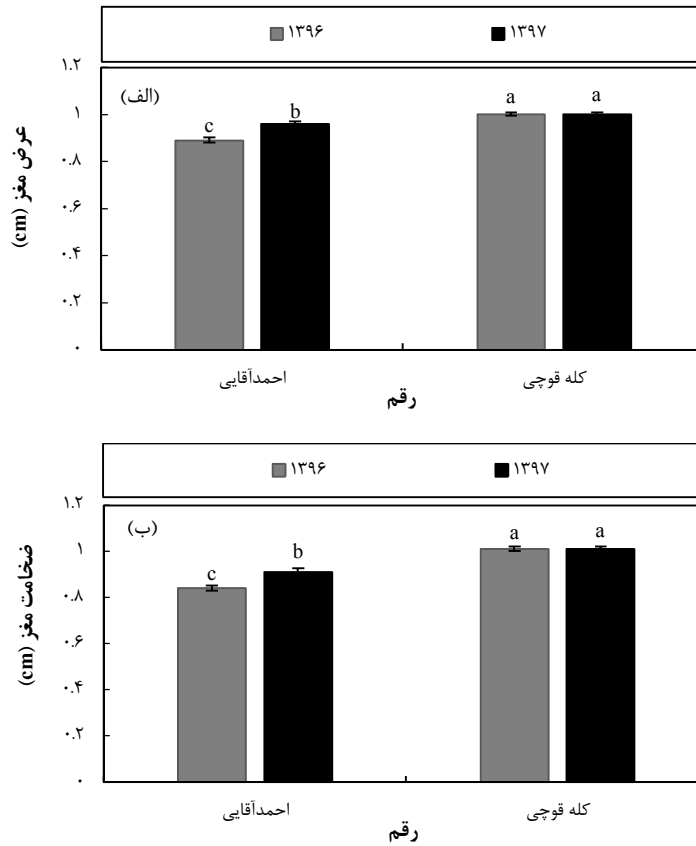 ۱۳۹۶ ۱۳۹۷
(الف)
عرض مغز (cm)
۱.۲
۱
۰.۸
۰.۶
۰.۴
۰.۲
۰
c b a a
احمدآقایی کله قوچی
رقم
۱۳۹۶ ۱۳۹۷
(ب)
ضخامت مغز (cm)
۱.۲
۱
۰.۸
۰.۶
۰.۴
۰.۲
۰
c b a a
احمدآقایی کله قوچی
رقم